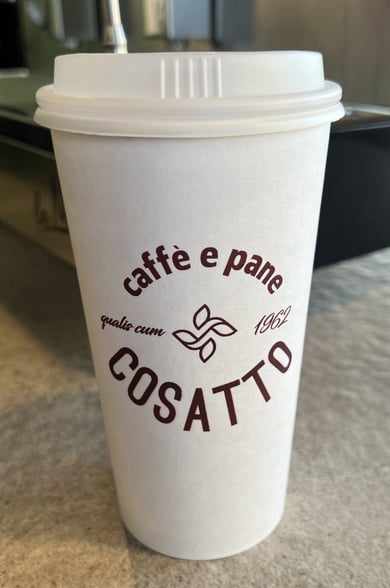 caffè e pane
qualis cum 1962
COSATTO